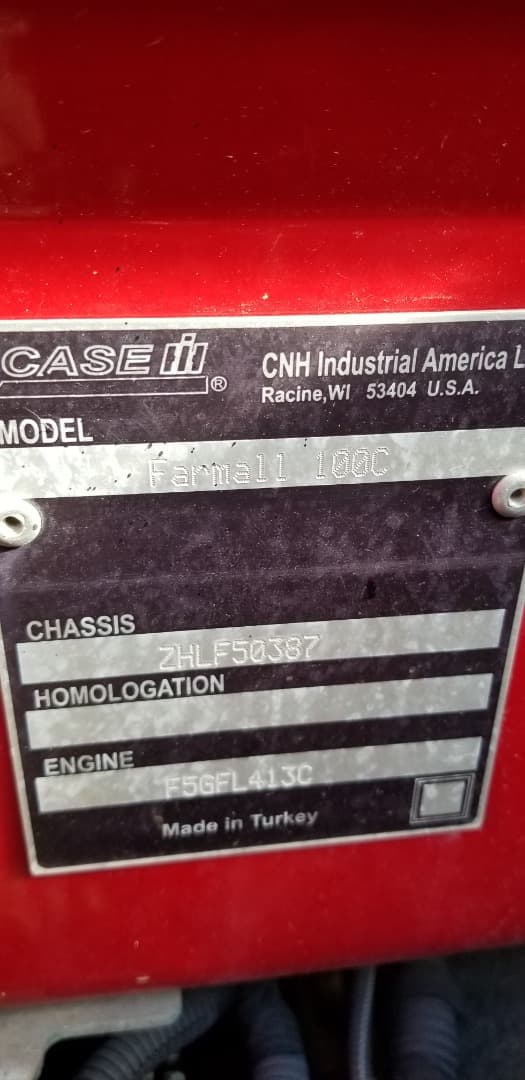 CASE IH ®
CNH Industrial America L
Racine,WI 53404 U.S.A.
MODEL
Farmall 100C
CHASSIS
ZHLF50387
HOMOLOGATION
ENGINE
F5GFL413C
Made in Turkey